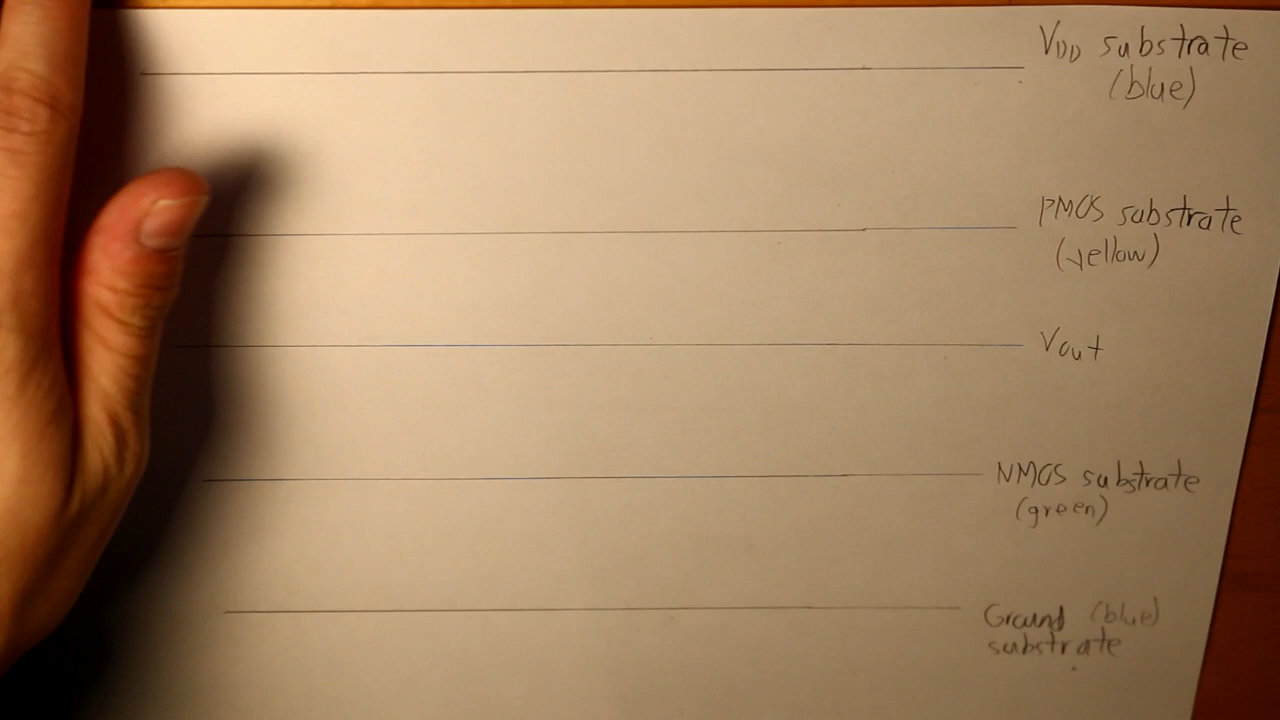 VDD substrate
(blue)
PMOS substrate
(yellow)
Vout
NMOS substrate
(green)
Ground (blue)
substrate